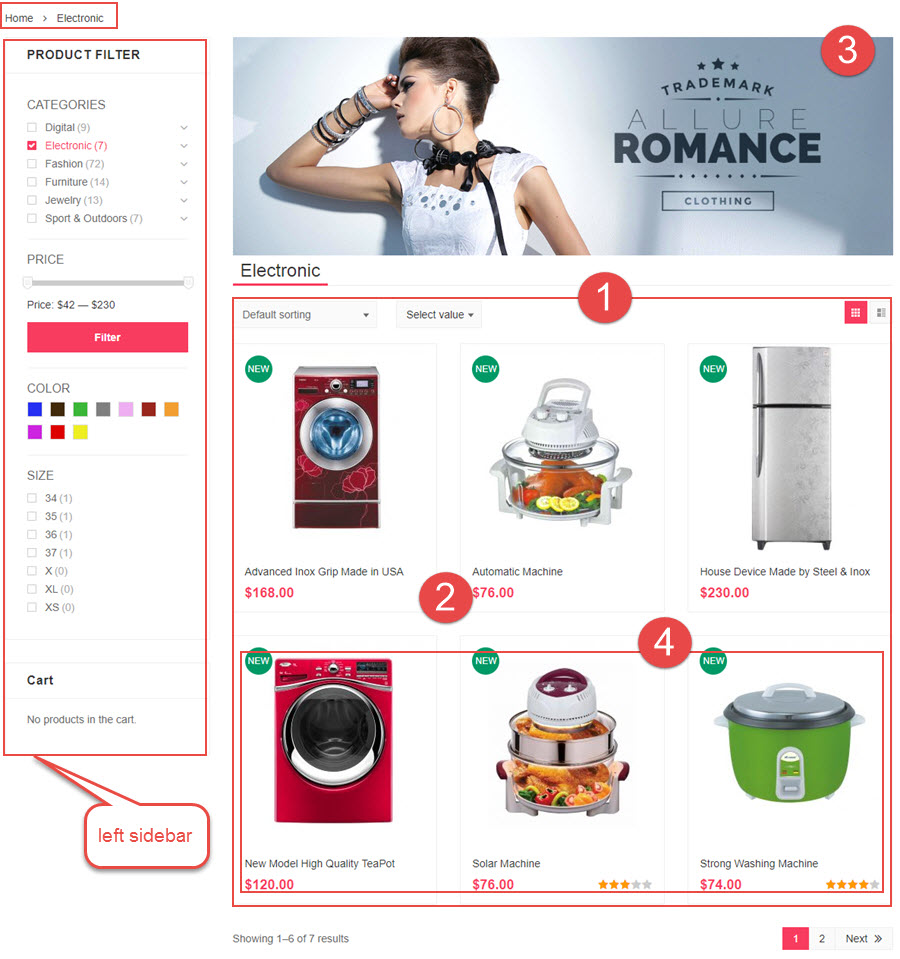 Home > Electronic
PRODUCT FILTER
CATEGORIES
Digital (9)
Electronic (7)
Fashion (72)
Furniture (14)
Jewelry (13)
Sport & Outdoors (7)
PRICE
Price: $42 — $230
Filter
COLOR
SIZE
34 (1)
35 (1)
36 (1)
37 (1)
X (0)
XL (0)
XS (0)
Cart
No products in the cart.
left sidebar
3
TRADEMARK
ALLURE
ROMANCE
CLOTHING
Electronic
1
Default sorting
Select value
NEW
NEW
NEW
Advanced Inox Grip Made in USA
$168.00
Automatic Machine
$76.00
House Device Made by Steel & Inox
$230.00
2
4
NEW
NEW
NEW
New Model High Quality TeaPot
$120.00
Solar Machine
$76.00
Strong Washing Machine
$74.00
Showing 1–6 of 7 results
1 2 Next »